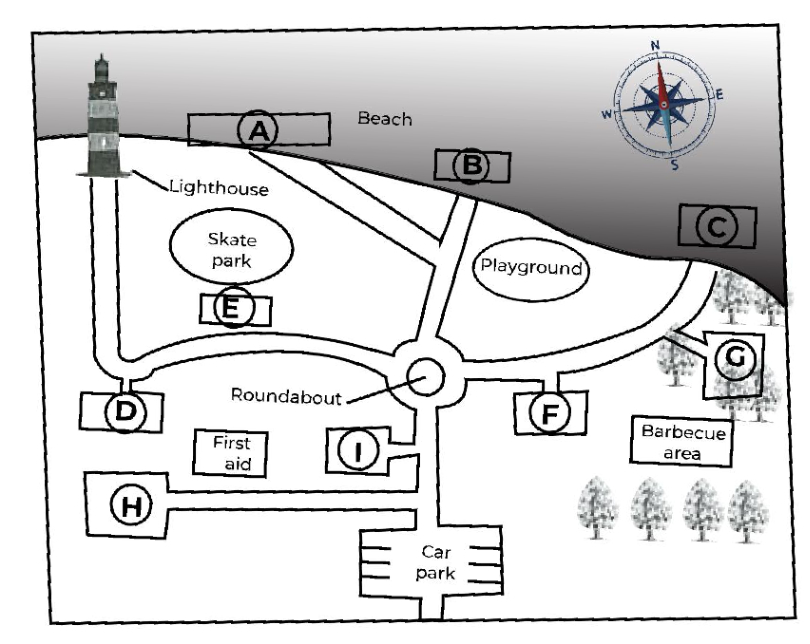 N
W
E
S
A
Beach
B
Lighthouse
C
Skate
park
Playground
E
G
D
Roundabout
F
First
aid
I
Barbecue
area
H
Car
park